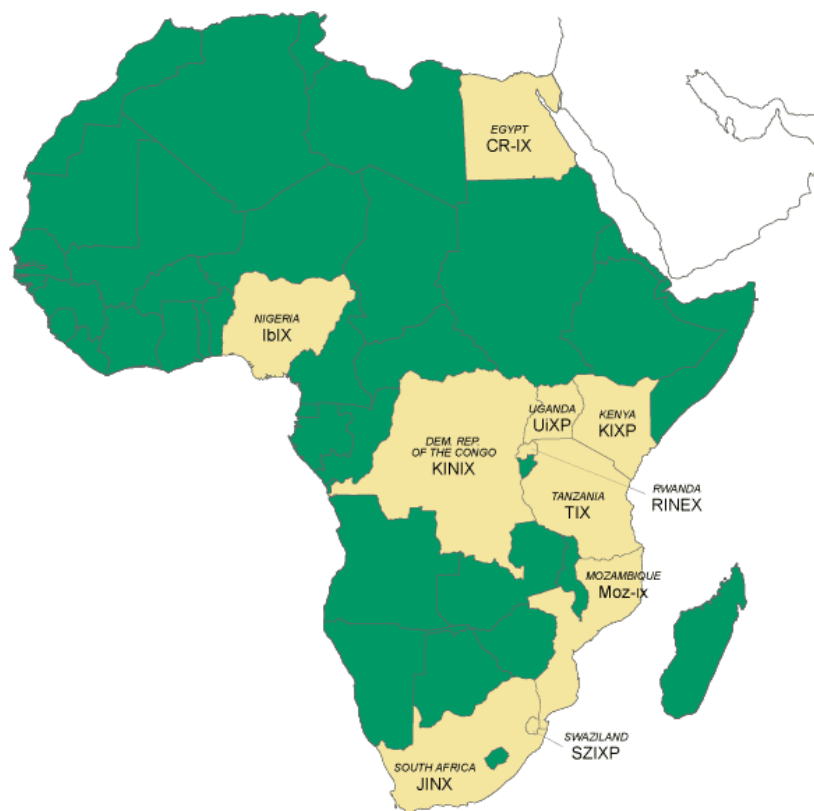 EGYPT
CR-IX
NIGERIA
IbIX
UGANDA
UiXP
KENYA
KIXP
DEM. REP.
OF THE CONGO
KINIX
RWANDA
RINEX
TANZANIA
TIX
MOZAMBIQUE
Moz-ix
SWAZILAND
SZIXP
SOUTH AFRICA
JINX